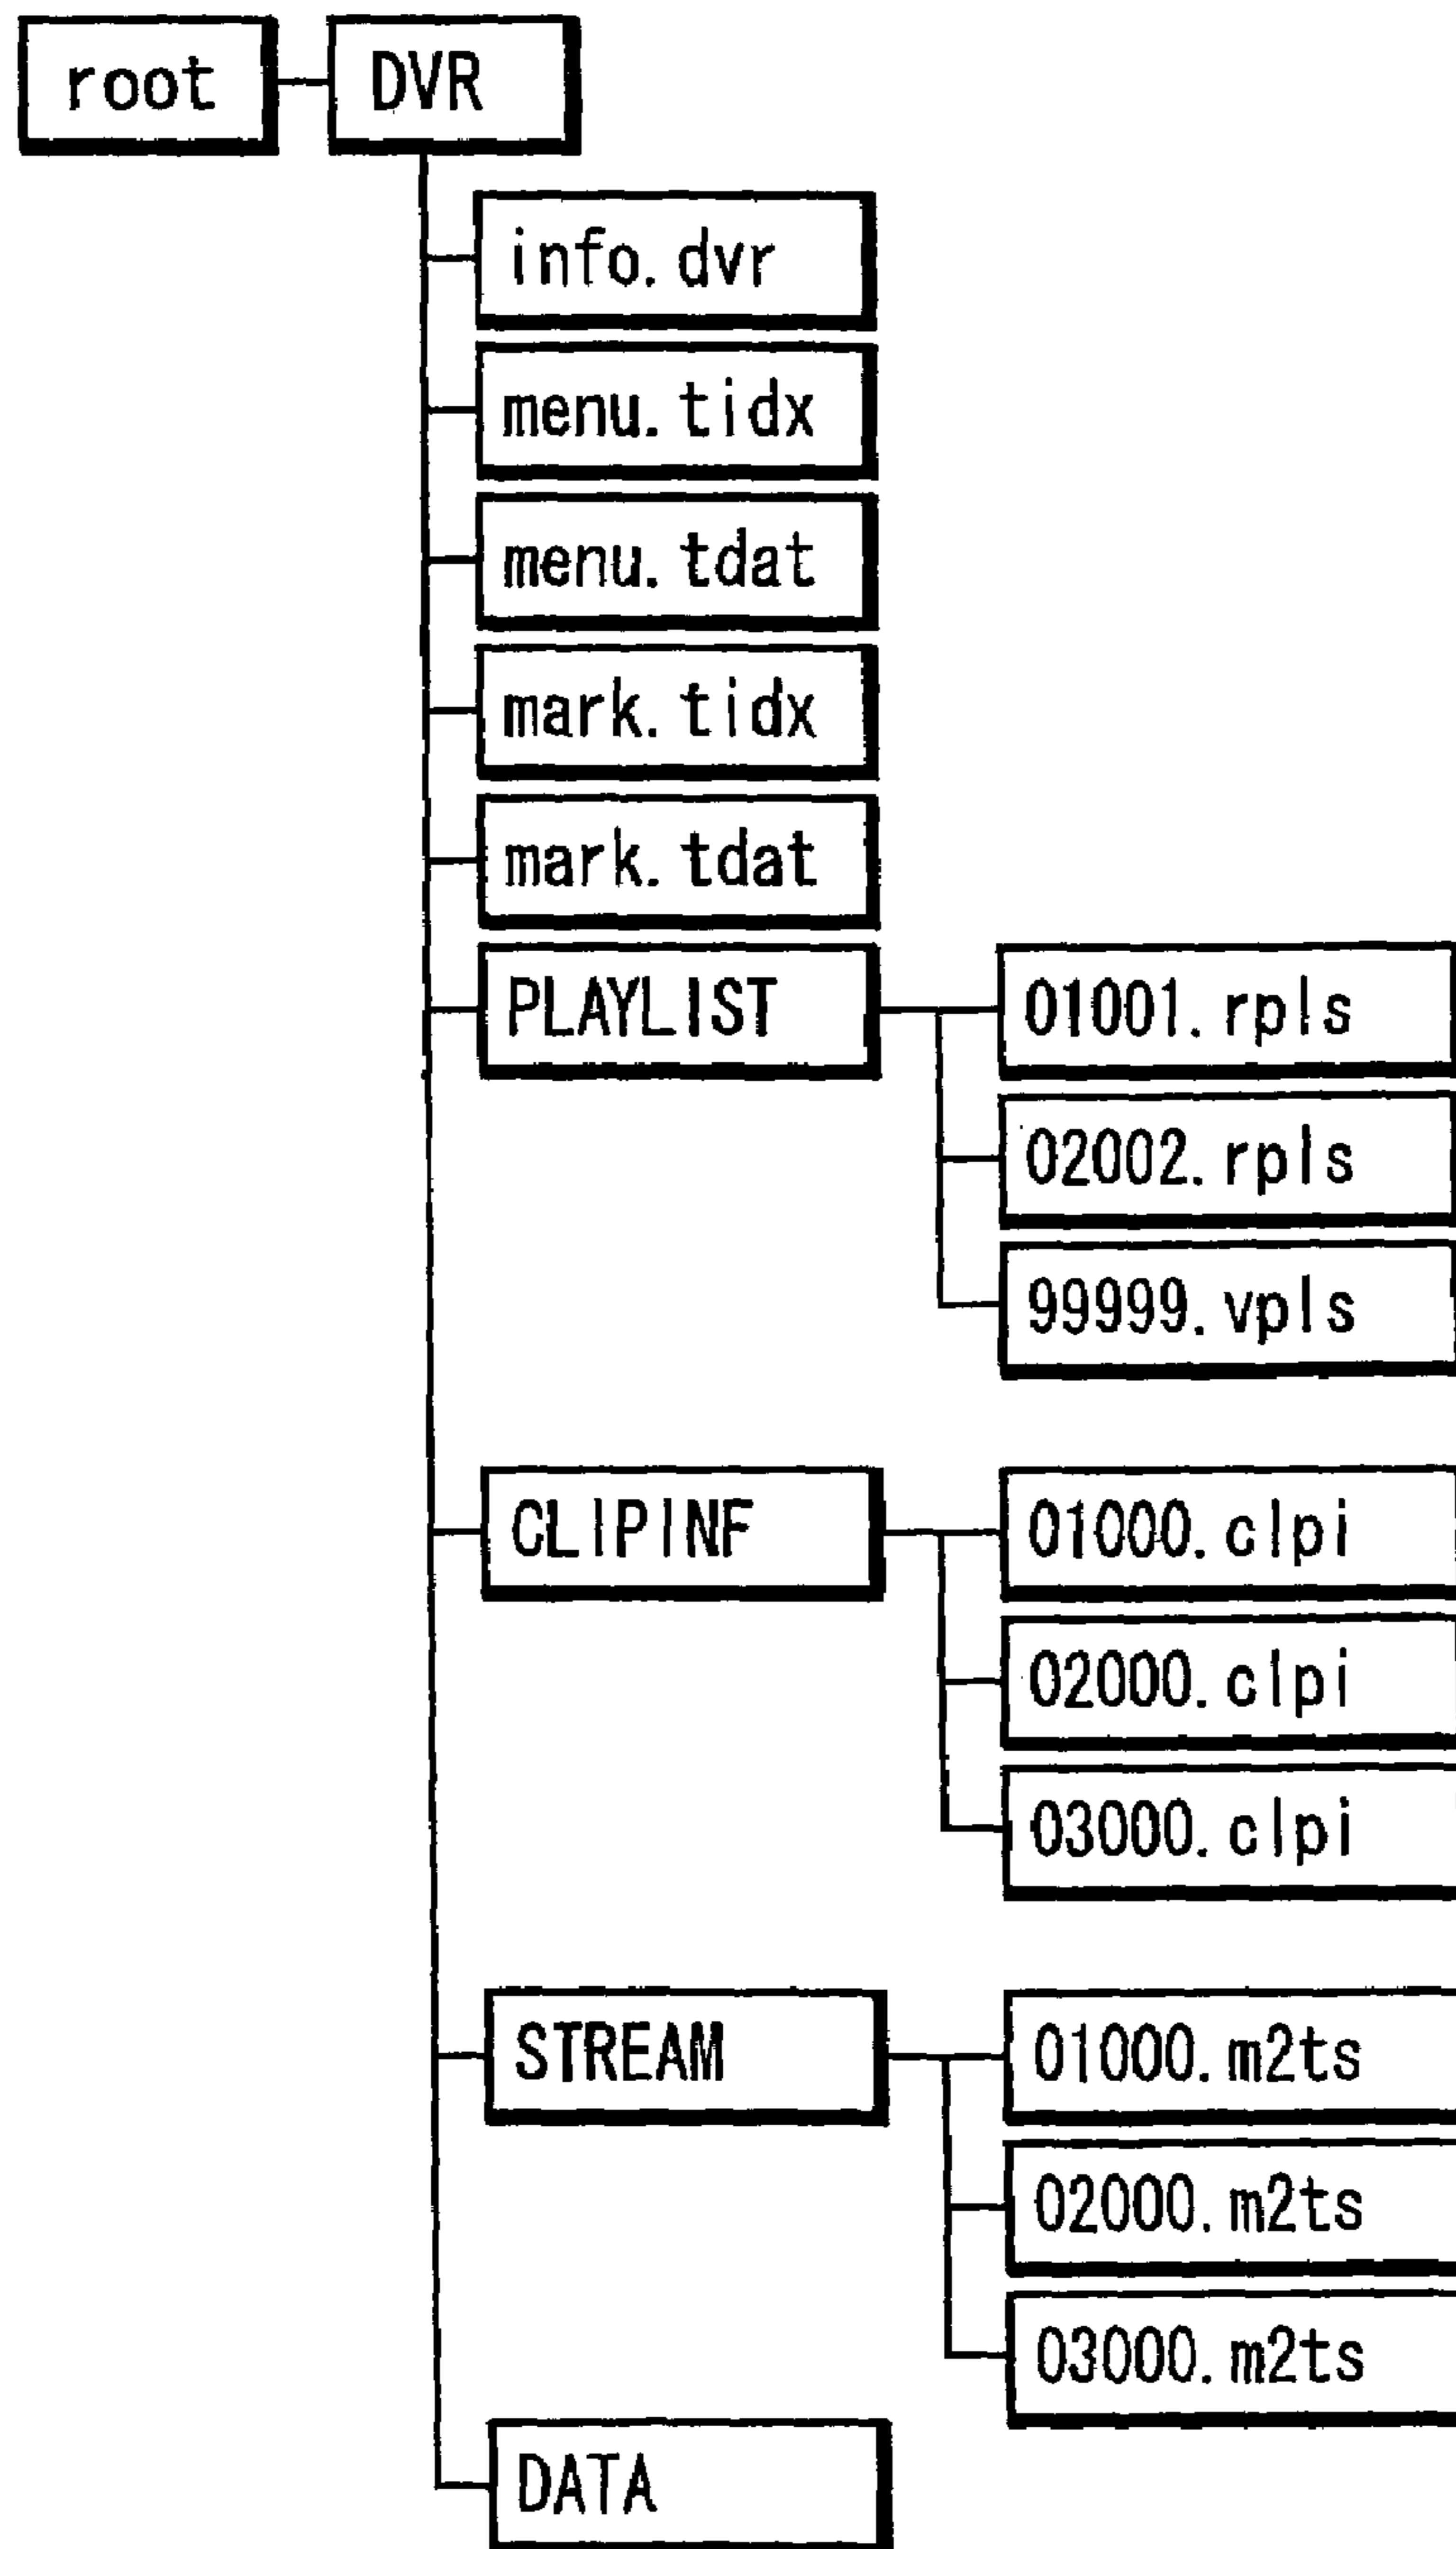 root DVR
info.dvr
menu.tidx
menu.tdat
mark.tidx
mark.tdat
PLAYLIST 01001.rpls
02002.rpls
99999.vpls
CLIPINF 01000.clpi
02000.clpi
03000.clpi
STREAM 01000.m2ts
02000.m2ts
03000.m2ts
DATA